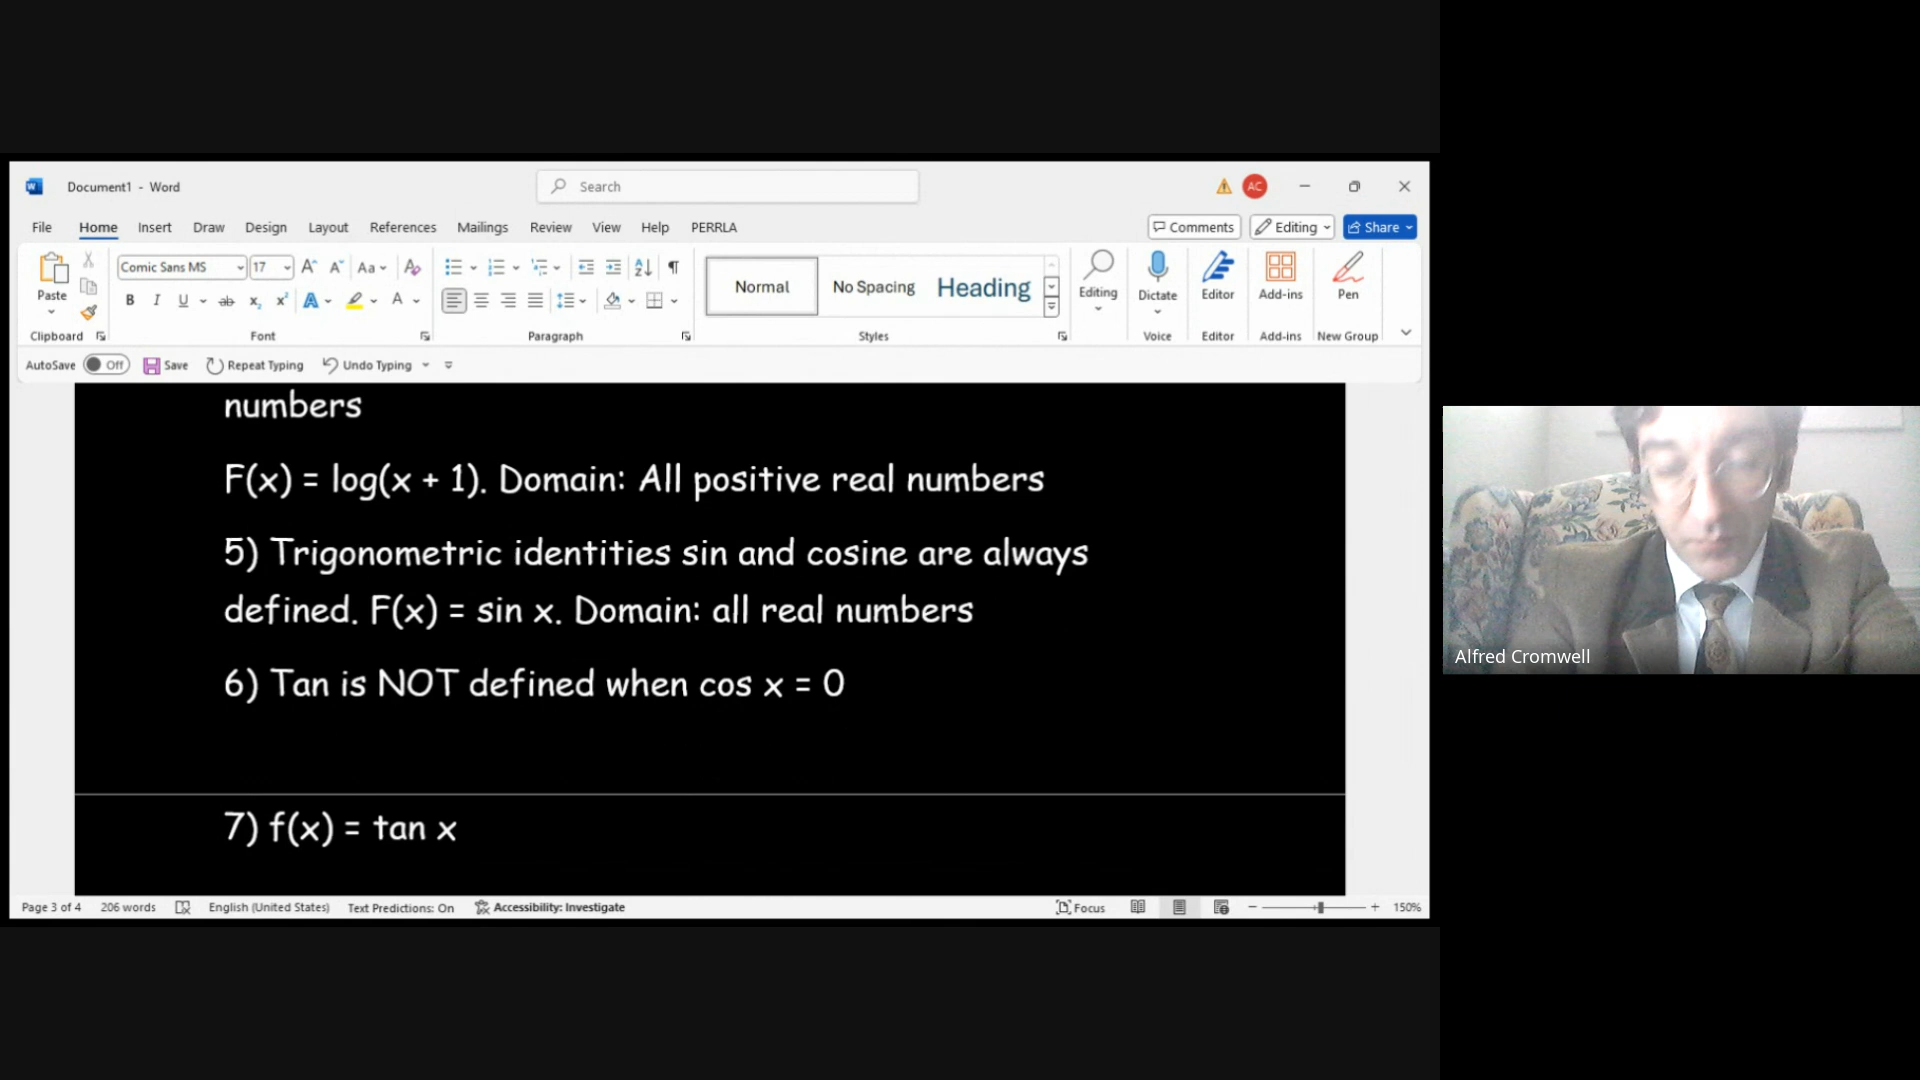 Document1 - Word
Search
AC
File Home Insert Draw Design Layout References Mailings Review View Help PERRLA
Comments Editing Share
Comic Sans MS 17
Paste
Normal
No Spacing
Heading
Editing
Dictate
Editor
Add-ins
Pen
Clipboard
Font
Paragraph
Styles
Voice
Editor
Add-ins
New Group
AutoSave Off Save Repeat Typing Undo Typing
numbers
F(x) = log(x + 1). Domain: All positive real numbers
5) Trigonometric identities sin and cosine are always
defined. F(x) = sin x. Domain: all real numbers
6) Tan is NOT defined when cos x = 0
7) f(x) = tan x
Page 3 of 4 206 words English (United States) Text Predictions: On Accessibility: Investigate Focus 150%
Alfred Cromwell